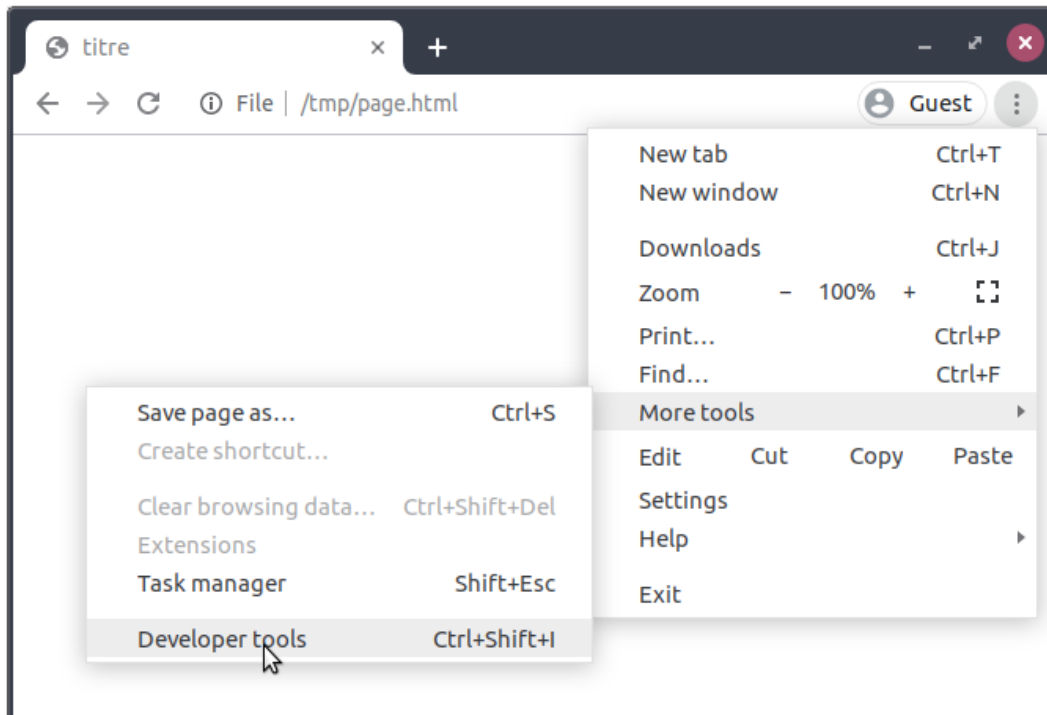 titre
File /tmp/page.html Guest
New tab Ctrl+T
New window Ctrl+N
Downloads Ctrl+J
Zoom − 100% +
Print… Ctrl+P
Find… Ctrl+F
More tools
Edit Cut Copy Paste
Settings
Help
Exit
Save page as… Ctrl+S
Create shortcut…
Clear browsing data… Ctrl+Shift+Del
Extensions
Task manager Shift+Esc
Developer tools Ctrl+Shift+I